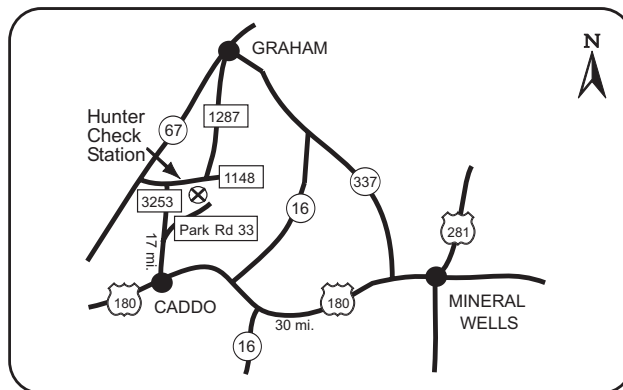 GRAHAM
N
Hunter
Check
Station
67
1287
1148
3253
337
16
Park Rd 33
17 mi.
281
180
CADDO
180
30 mi.
MINERAL
WELLS
16